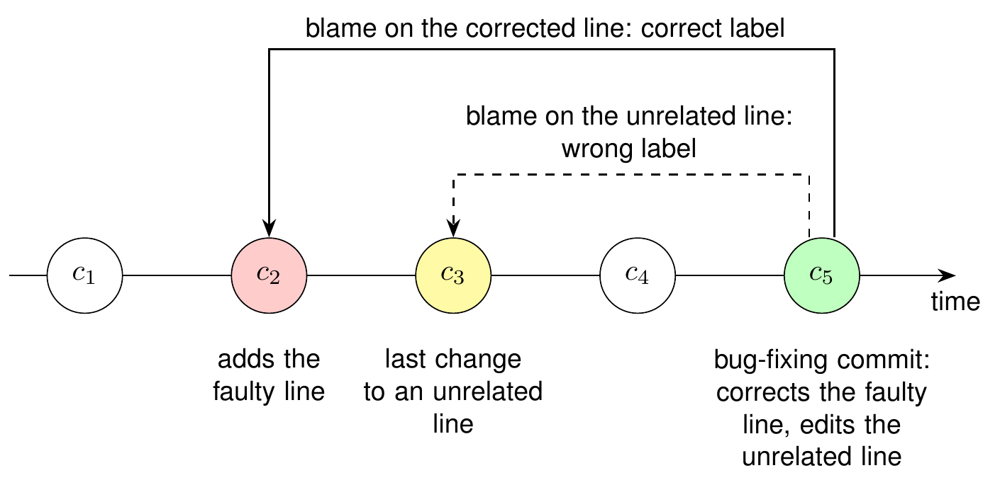 blame on the corrected line: correct label
blame on the unrelated line:
wrong label
c₁
c₂
c₃
c₄
c₅
time
adds the
faulty line
last change
to an unrelated
line
bug-fixing commit:
corrects the faulty
line, edits the
unrelated line